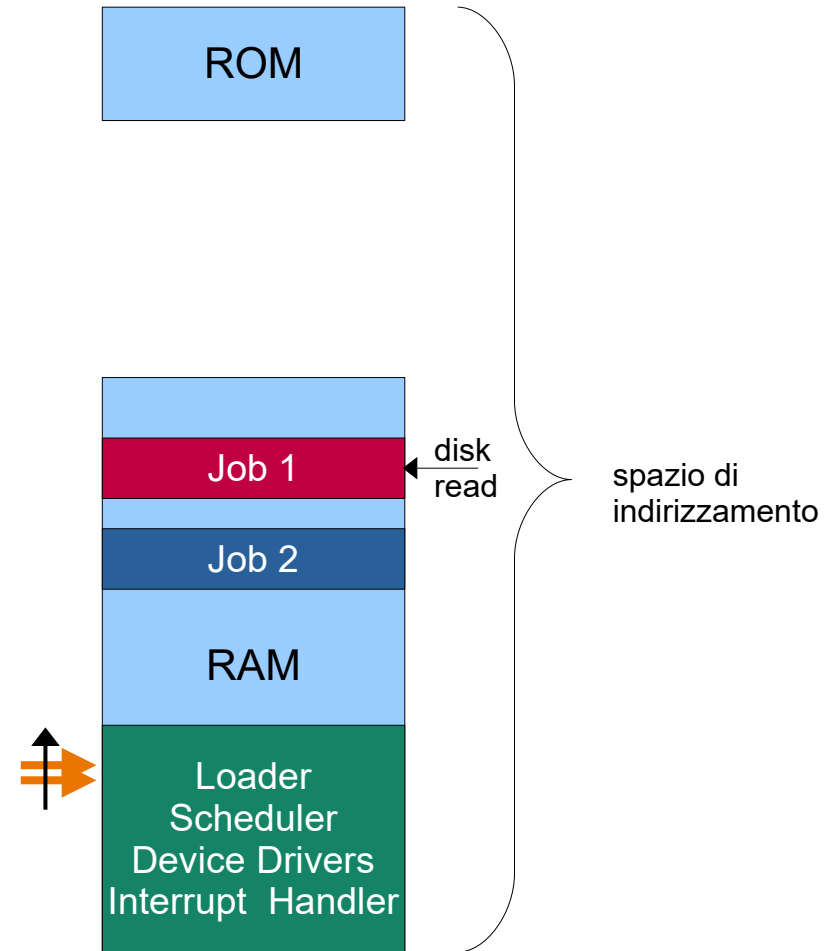 ROM
Job 1
disk
read
spazio di
indirizzamento
Job 2
RAM
Loader
Scheduler
Device Drivers
Interrupt Handler